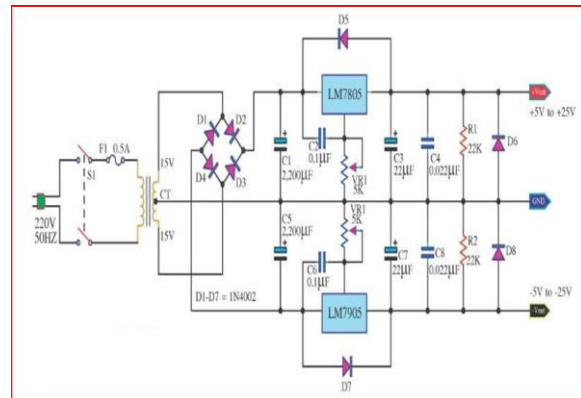 D5
LM7805
+Vout
+5V to +25V
D1
D2
D4
D3
F1 0.5A
S1
15V
CT
15V
220V
50HZ
C1
2,200µF
C2
0.1µF
VR1
5K
C3
22µF
C4
0.022µF
R1
22K
D6
GND
C5
2,200µF
VR1
5K
C6
0.1µF
C7
22µF
C8
0.022µF
R2
22K
D8
D1-D7 = 1N4002
LM7905
-5V to -25V
-Vout
D7